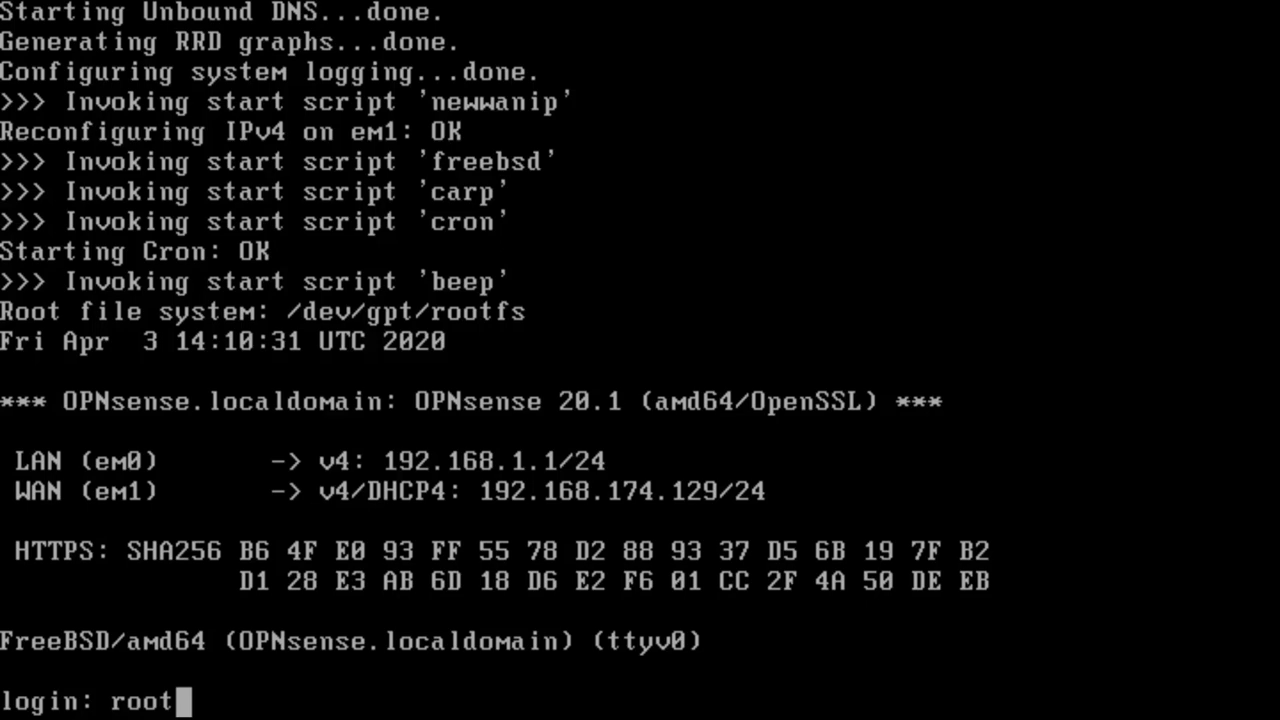 Starting Unbound DNS...done.
Generating RRD graphs...done.
Configuring system logging...done.
>>> Invoking start script 'newwanip'
Reconfiguring IPv4 on em1: OK
>>> Invoking start script 'freebsd'
>>> Invoking start script 'carp'
>>> Invoking start script 'cron'
Starting Cron: OK
>>> Invoking start script 'beep'
Root file system: /dev/gpt/rootfs
Fri Apr  3 14:10:31 UTC 2020
*** OPNsense.localdomain: OPNsense 20.1 (amd64/OpenSSL) ***
LAN (em0)       -> v4: 192.168.1.1/24
WAN (em1)       -> v4/DHCP4: 192.168.174.129/24
HTTPS: SHA256 B6 4F E0 93 FF 55 78 D2 88 93 37 D5 6B 19 7F B2
D1 28 E3 AB 6D 18 D6 E2 F6 01 CC 2F 4A 50 DE EB
FreeBSD/amd64 (OPNsense.localdomain) (ttyv0)
login: root